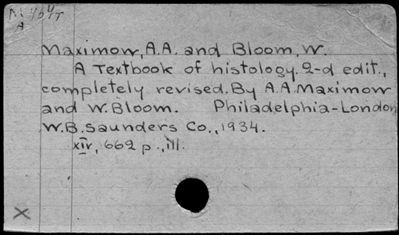 A
Maximow, A.A. and Bloom, W.
A Textbook of histology. 2-d edit.,
completely revised. By A.A. Maximow
and W. Bloom. Philadelphia-London
W.B. Saunders Co., 1934.
XIV, 662 p., ill.
X